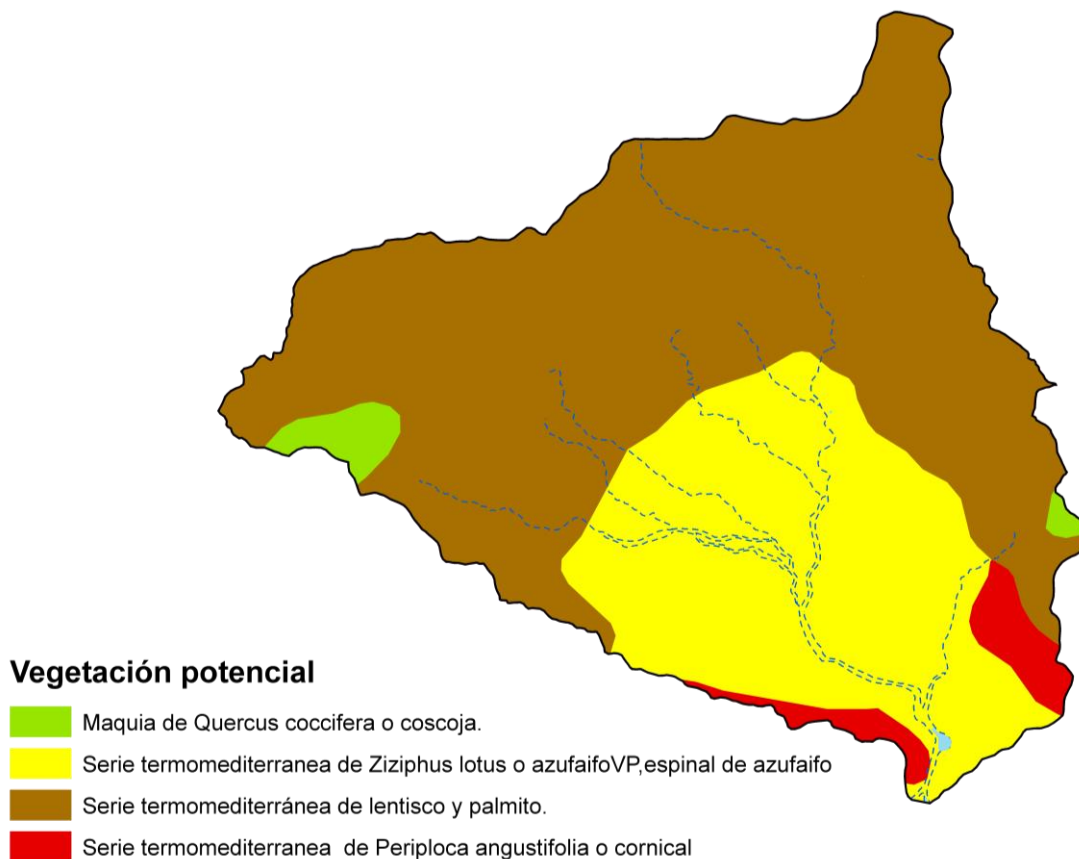 Vegetación potencial
Maquia de Quercus coccifera o coscoja.
Serie termomediterranea de Ziziphus lotus o azufaifoVP,espinal de azufaifo
Serie termomediterránea de lentisco y palmito.
Serie termomediterranea  de Periploca angustifolia o cornical